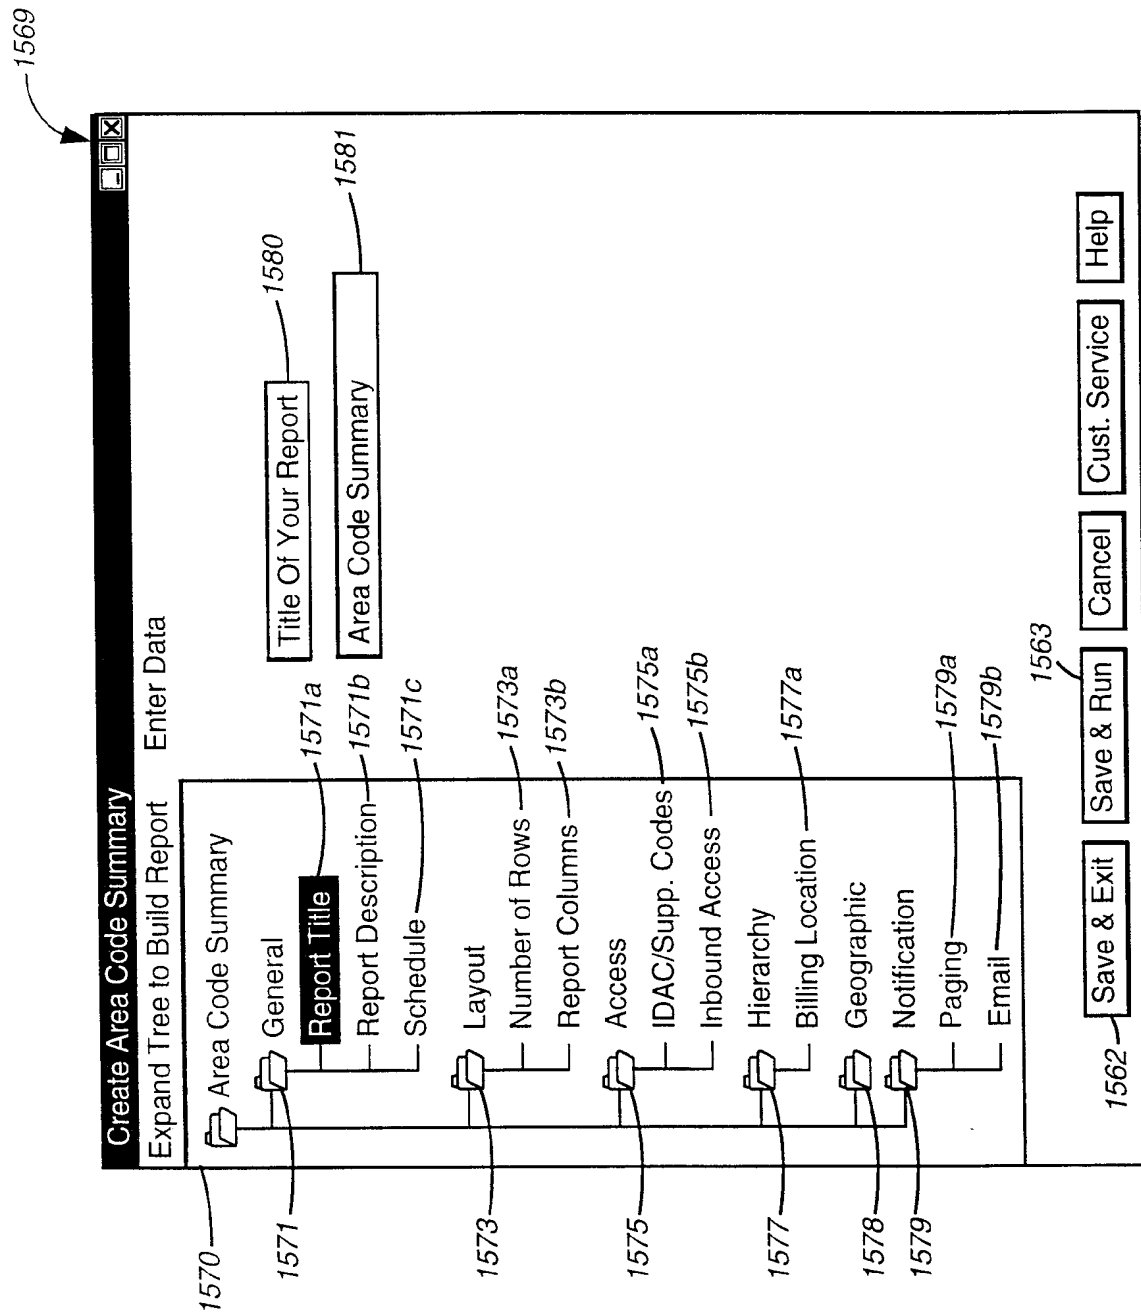 1569
Create Area Code Summary
Expand Tree to Build Report
Enter Data
1570
Area Code Summary
1571
General
Report Title
1571a
Report Description
1571b
Schedule
1571c
1573
Layout
Number of Rows
1573a
Report Columns
1573b
1575
Access
IDAC/Supp. Codes
1575a
Inbound Access
1575b
1577
Hierarchy
Billing Location
1577a
1578
Geographic
1579
Notification
Paging
1579a
Email
1579b
Title Of Your Report
1580
Area Code Summary
1581
1562
Save & Exit
1563
Save & Run
Cancel
Cust. Service
Help